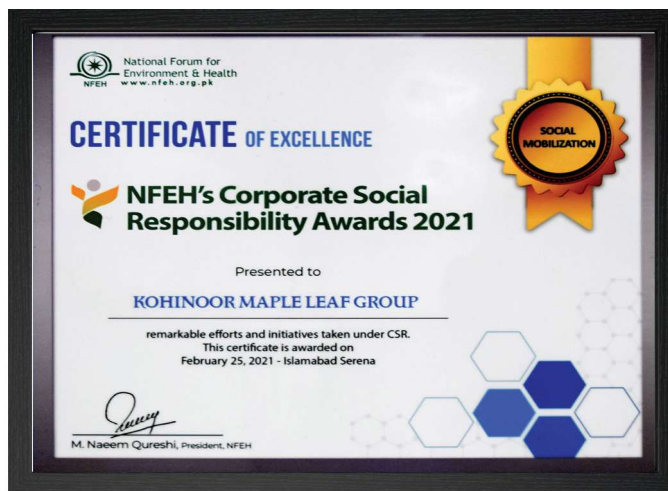 National Forum for
Environment & Health
www.nfeh.org.pk
NFEH
CERTIFICATE OF EXCELLENCE
SOCIAL
MOBILIZATION
NFEH's Corporate Social
Responsibility Awards 2021
Presented to
KOHINOOR MAPLE LEAF GROUP
remarkable efforts and initiatives taken under CSR.
This certificate is awarded on
February 25, 2021 - Islamabad Serena
M. Naeem Qureshi, President, NFEH